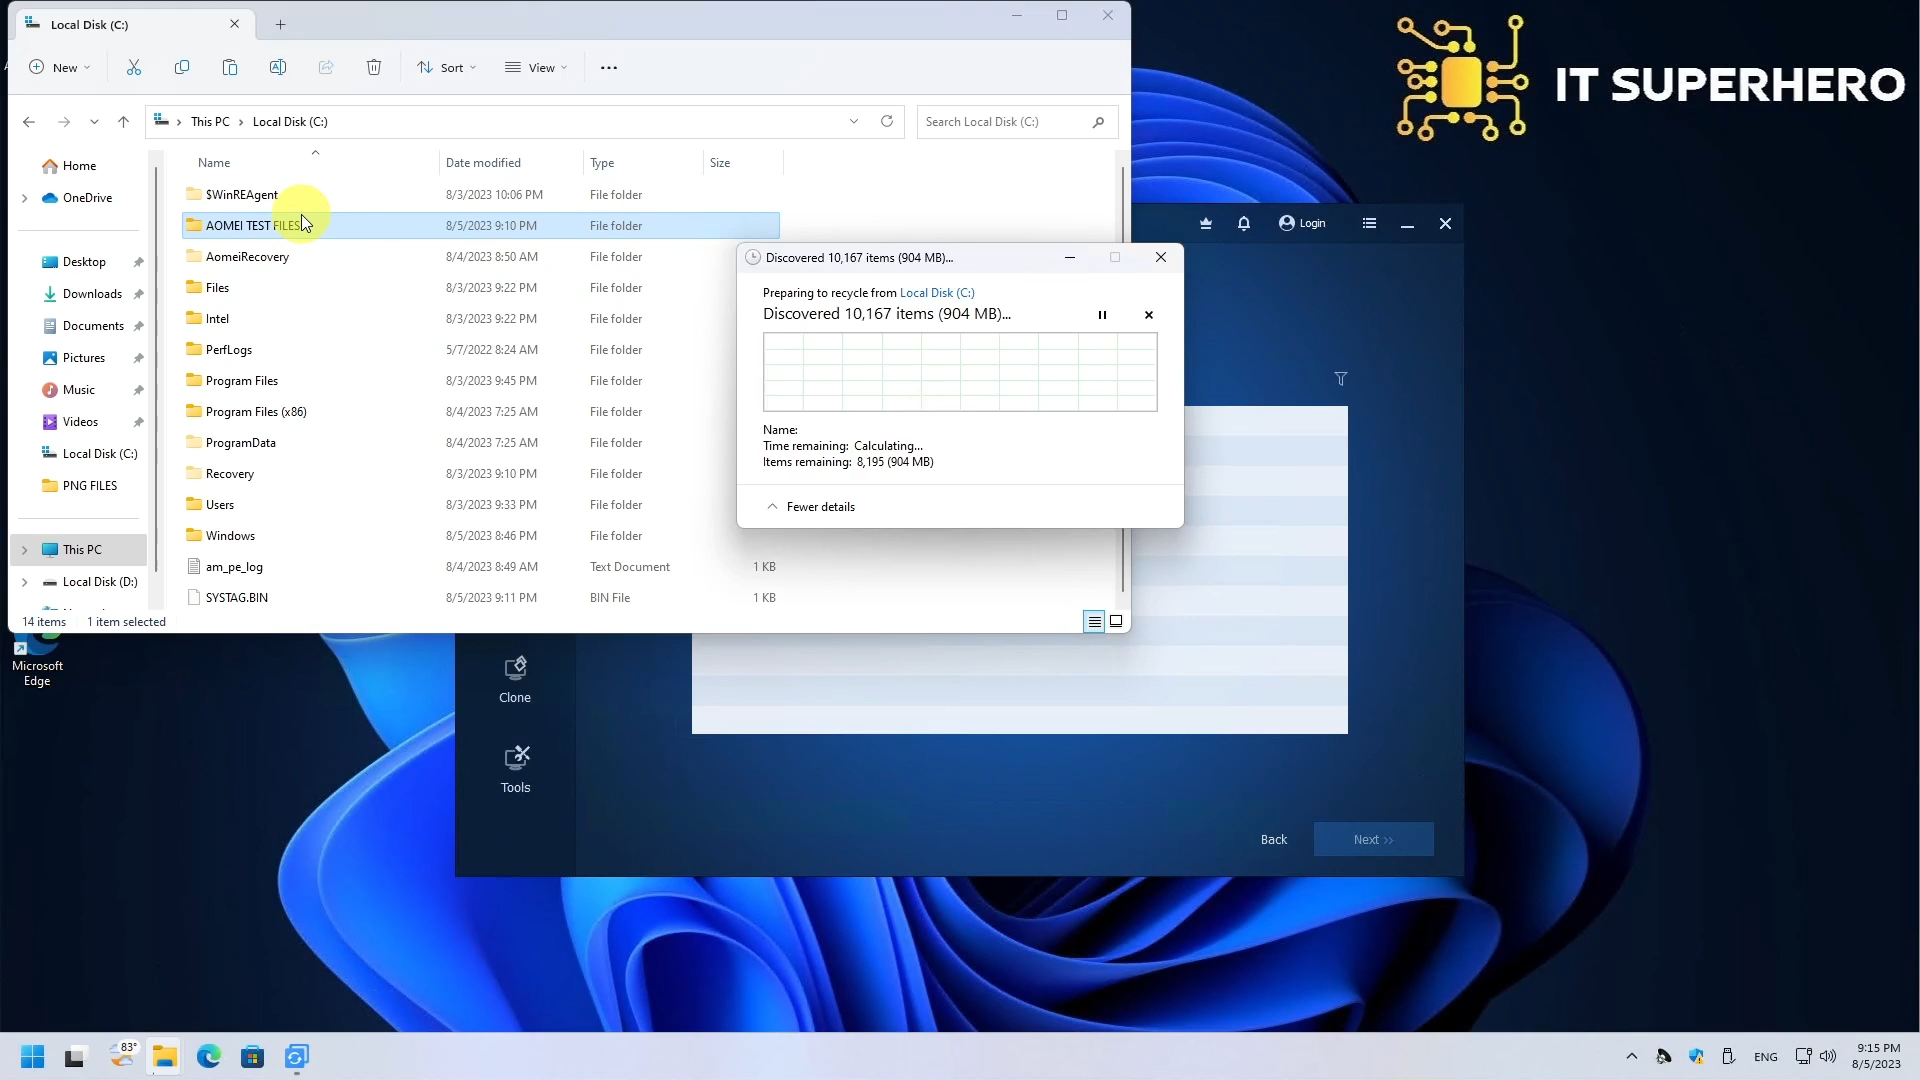 Local Disk (C:)
IT SUPERHERO
New
Sort
View
This PC
Local Disk (C:)
Search Local Disk (C:)
Name
Date modified
Type
Size
Home
OneDrive
Desktop
Downloads
Documents
Pictures
Music
Videos
Local Disk (C:)
PNG FILES
This PC
Local Disk (D:)
$WinREAgent 8/3/2023 10:06 PM File folder
AOMEI TEST FILES 8/5/2023 9:10 PM File folder
AomeiRecovery 8/4/2023 8:50 AM File folder
Files 8/3/2023 9:22 PM File folder
Intel 8/3/2023 9:22 PM File folder
PerfLogs 5/7/2022 8:24 AM File folder
Program Files 8/3/2023 9:45 PM File folder
Program Files (x86) 8/4/2023 7:25 AM File folder
ProgramData 8/4/2023 7:25 AM File folder
Recovery 8/3/2023 9:10 PM File folder
Users 8/3/2023 9:33 PM File folder
Windows 8/5/2023 8:46 PM File folder
am_pe_log 8/4/2023 8:49 AM Text Document 1 KB
SYSTAG.BIN 8/5/2023 9:11 PM BIN File 1 KB
14 items
1 item selected
Login
Discovered 10,167 items (904 MB)...
Preparing to recycle from Local Disk (C:)
Discovered 10,167 items (904 MB)...
Name:
Time remaining: Calculating...
Items remaining: 8,195 (904 MB)
Fewer details
Microsoft
Edge
Clone
Tools
Back
Next >>
83°
ENG
9:15 PM
8/5/2023